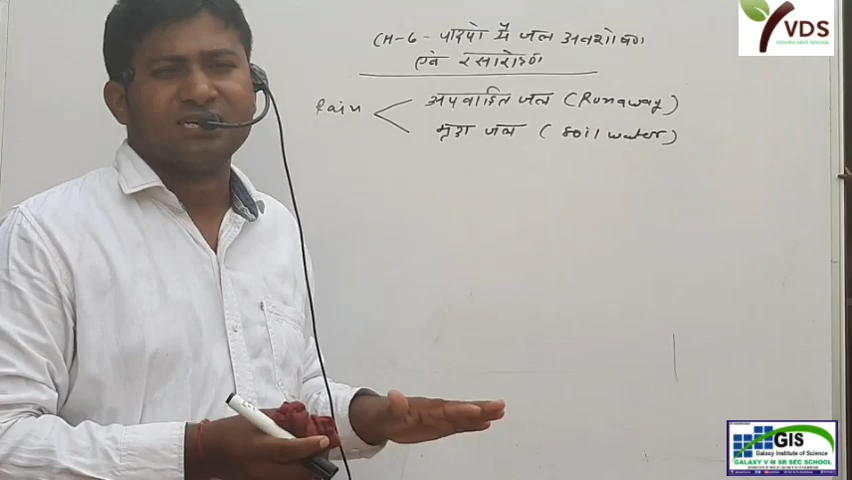 CH-6- पादपो में जल अवशोषण
एवं रसारोहण
Rain
अपवाहित जल (Runaway)
मृदा जल (Soil water)
VDS
GIS
Galaxy Institute of Science
GALAXY V M SR SEC SCHOOL